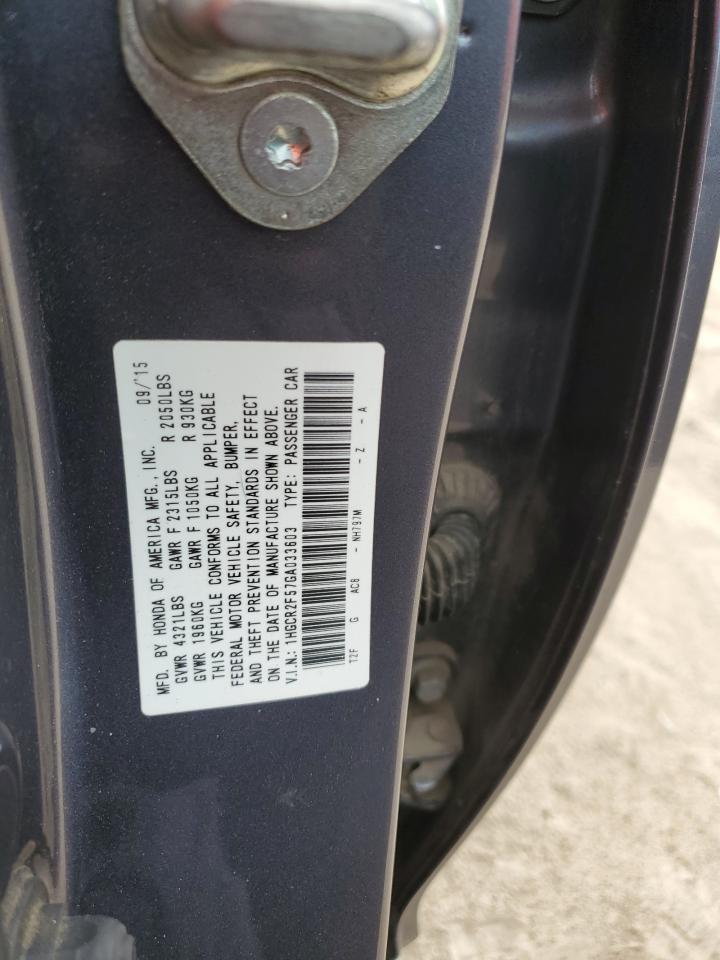 MFD. BY HONDA OF AMERICA MFG., INC. 09/'15
GVWR 4321LBS GAWR F 2315LBS R 2050LBS
GVWR 1960KG GAWR F 1050KG R 930KG
THIS VEHICLE CONFORMS TO ALL APPLICABLE
FEDERAL MOTOR VEHICLE SAFETY, BUMPER,
AND THEFT PREVENTION STANDARDS IN EFFECT
ON THE DATE OF MANUFACTURE SHOWN ABOVE.
V.I.N.: 1HGCR2F57GA033603 TYPE: PASSENGER CAR
T2F G AC8 - NH797M - Z - A